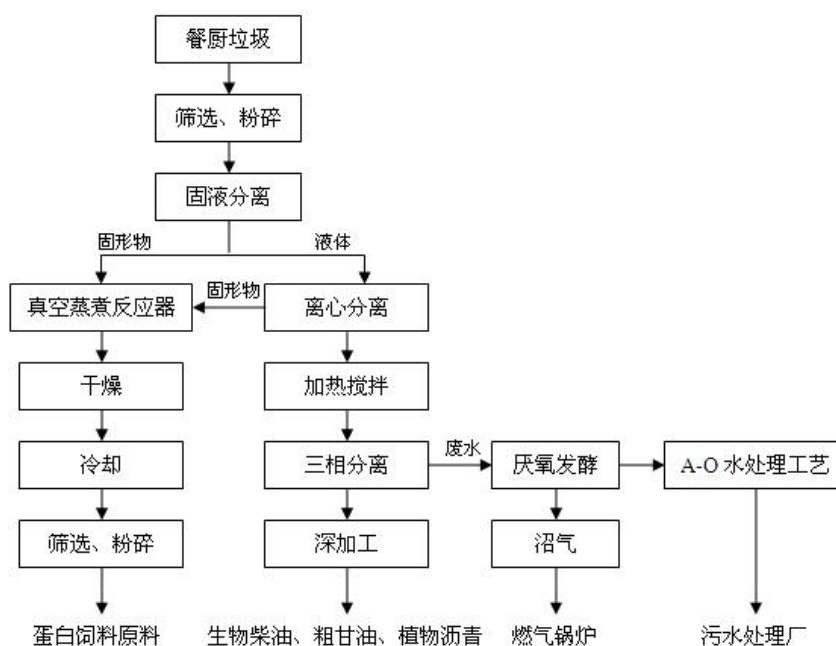 餐厨垃圾
筛选、粉碎
固液分离
固形物
液体
真空蒸煮反应器
固形物
离心分离
干燥
加热搅拌
冷却
三相分离
废水
厌氧发酵
A-O 水处理工艺
筛选、粉碎
深加工
沼气
蛋白饲料原料
生物柴油、粗甘油、植物沥青
燃气锅炉
污水处理厂